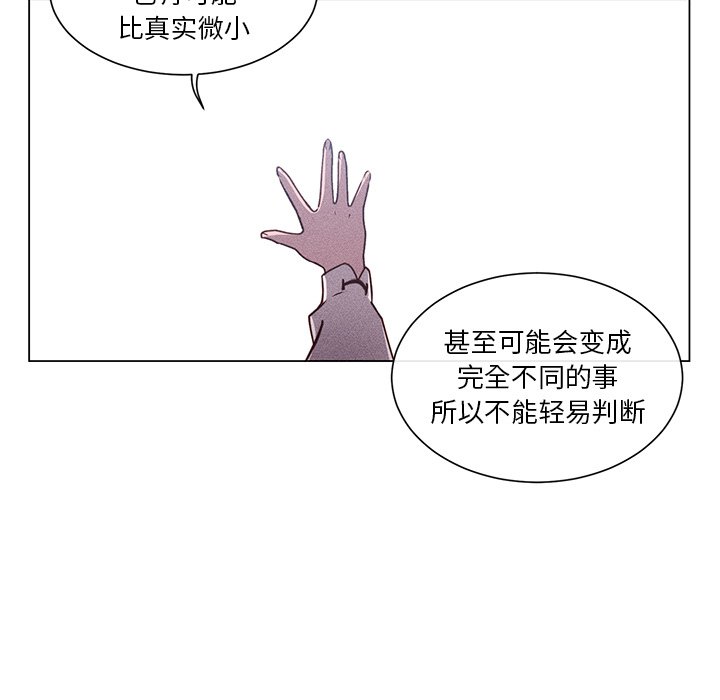 比真实微小
甚至可能会变成
完全不同的事
所以不能轻易判断